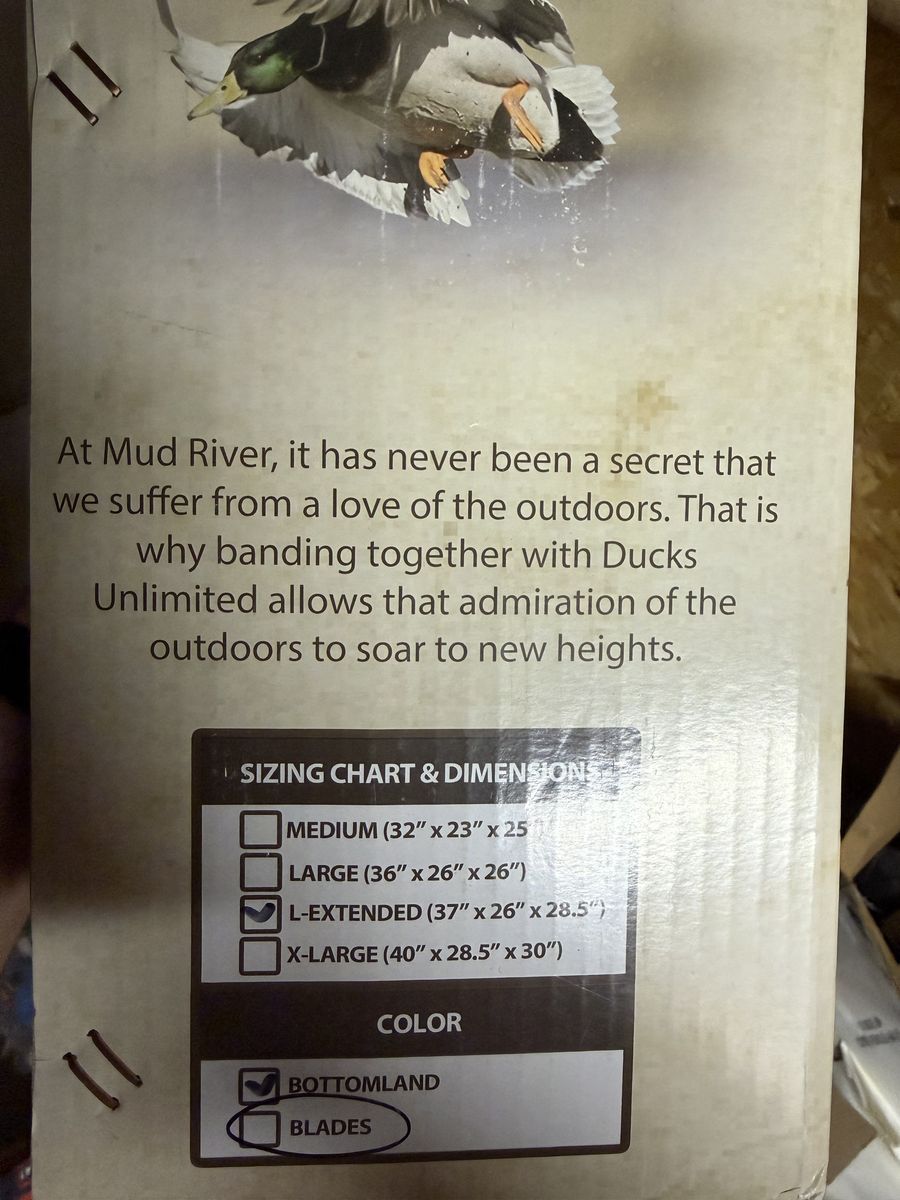 At Mud River, it has never been a secret that
we suffer from a love of the outdoors. That is
why banding together with Ducks
Unlimited allows that admiration of the
outdoors to soar to new heights.
SIZING CHART & DIMENSIONS
MEDIUM (32” x 23” x 25
LARGE (36” x 26” x 26”)
L-EXTENDED (37” x 26” x 28.5”)
X-LARGE (40” x 28.5” x 30”)
COLOR
BOTTOMLAND
BLADES